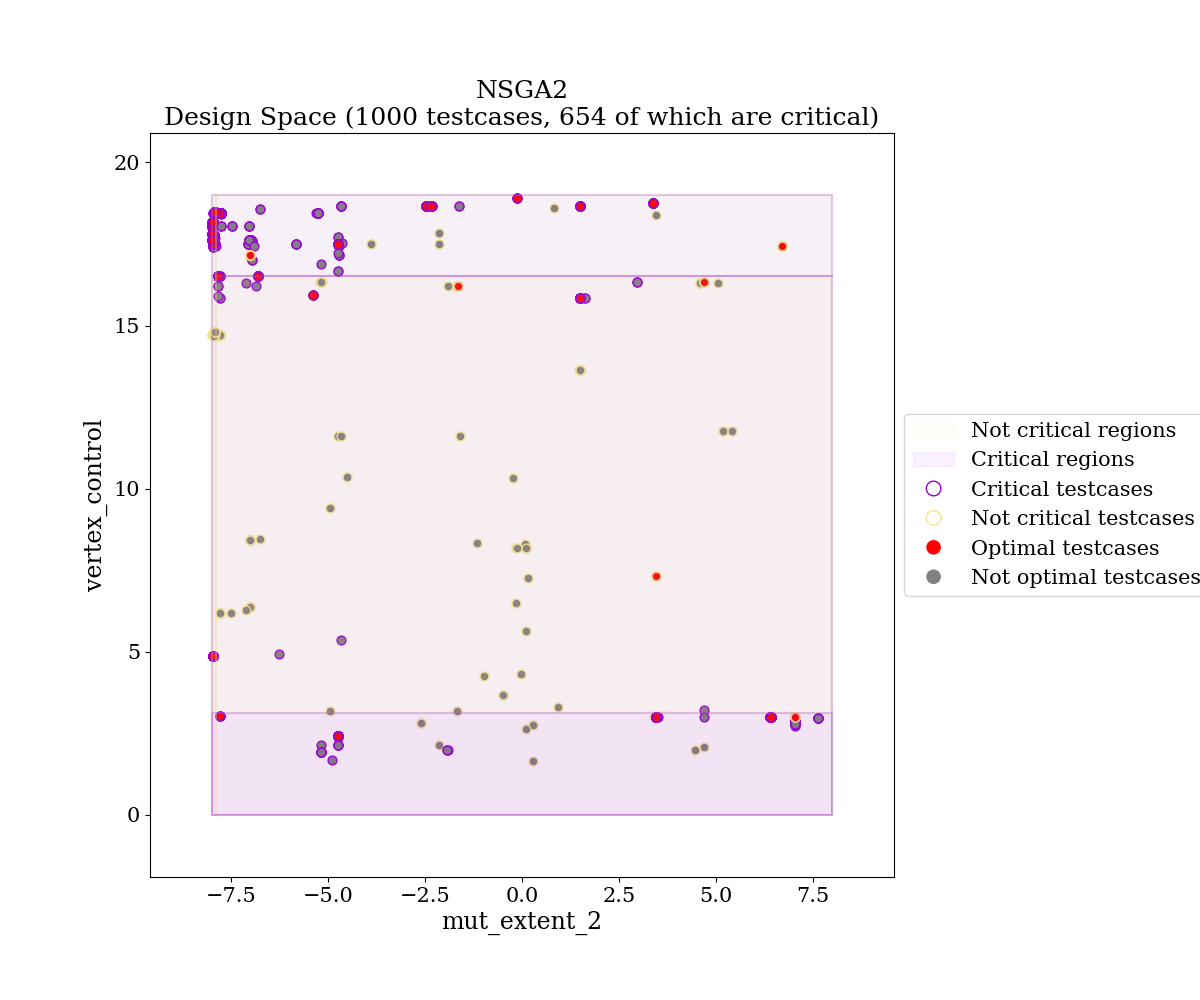 NSGA2
Design Space (1000 testcases, 654 of which are critical)
20
15
10
5
0
vertex_control
−7.5
−5.0
−2.5
0.0
2.5
5.0
7.5
mut_extent_2
Not critical regions
Critical regions
Critical testcases
Not critical testcases
Optimal testcases
Not optimal testcases